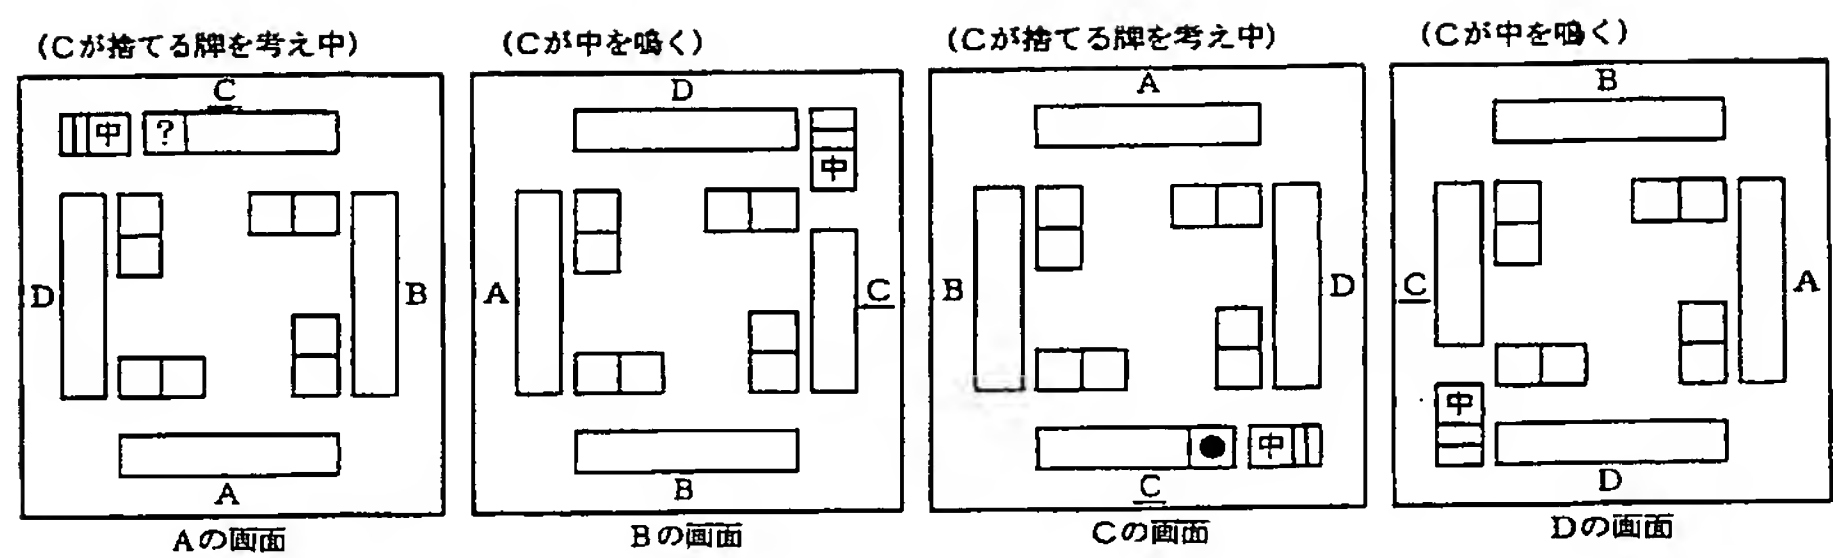 (Cが捨てる牌を考え中)
C
中
?
D
B
A
Aの画面
(Cが中を鳴く)
D
中
A
C
B
Bの画面
(Cが捨てる牌を考え中)
A
B
D
中
C
Cの画面
(Cが中を鳴く)
B
C
A
中
D
Dの画面